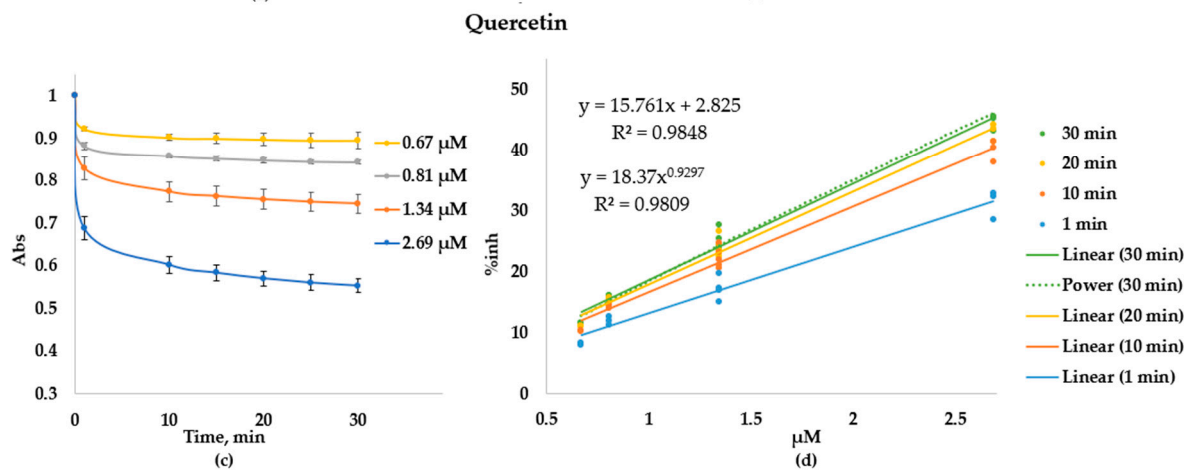 Quercetin
Abs
1
0.9
0.8
0.7
0.6
0.5
0.4
0.3
0 10 20 30
Time, min
(c)
0.67 µM
0.81 µM
1.34 µM
2.69 µM
%inh
50
40
30
20
10
0
0.5 1 1.5 2 2.5
µM
(d)
y = 15.761x + 2.825
R² = 0.9848
y = 18.37x^0.9297
R² = 0.9809
30 min
20 min
10 min
1 min
Linear (30 min)
Power (30 min)
Linear (20 min)
Linear (10 min)
Linear (1 min)